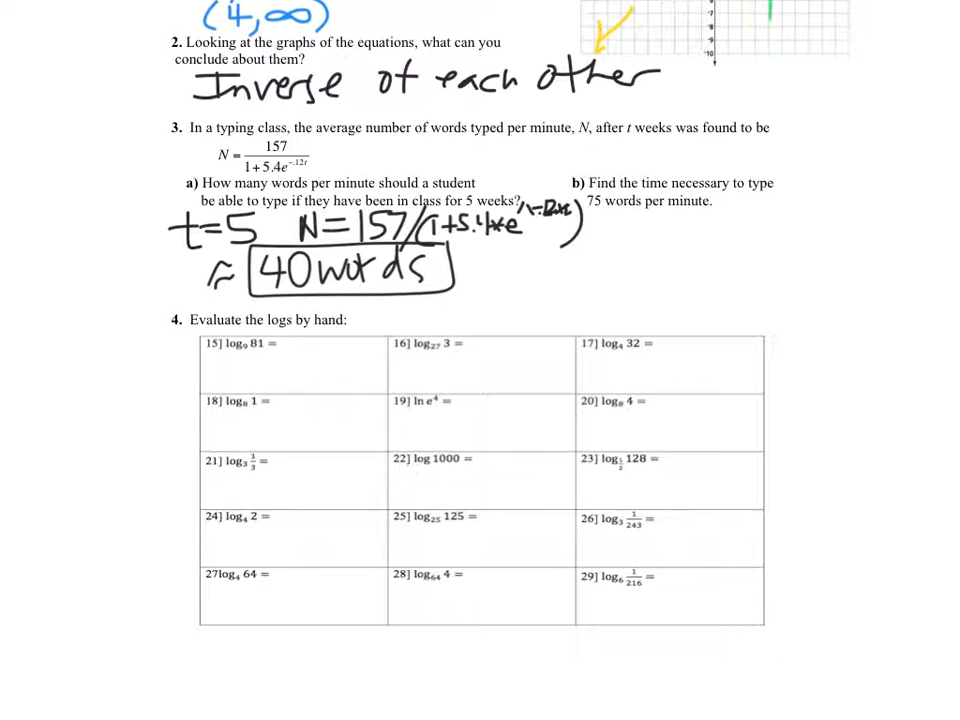 (4,∞)
-7
-8
-9
-10
2. Looking at the graphs of the equations, what can you
conclude about them?
Inverse of each other
3. In a typing class, the average number of words typed per minute, N, after t weeks was found to be
N = 157/(1+5.4e^-.12t)
a) How many words per minute should a student
be able to type if they have been in class for 5 weeks?
b) Find the time necessary to type
75 words per minute.
t=5 N=157/(1+5.4*e^
≈ 40 words
4. Evaluate the logs by hand:
15] log₉ 81 =
16] log₂₇ 3 =
17] log₄ 32 =
18] log₈ 1 =
19] ln e⁴ =
20] log₈ 4 =
21] log₃ 1/3 =
22] log 1000 =
23] log_1/2 128 =
24] log₄ 2 =
25] log₂₅ 125 =
26] log₃ 1/243 =
27log₄ 64 =
28] log₆₄ 4 =
29] log₆ 1/216 =